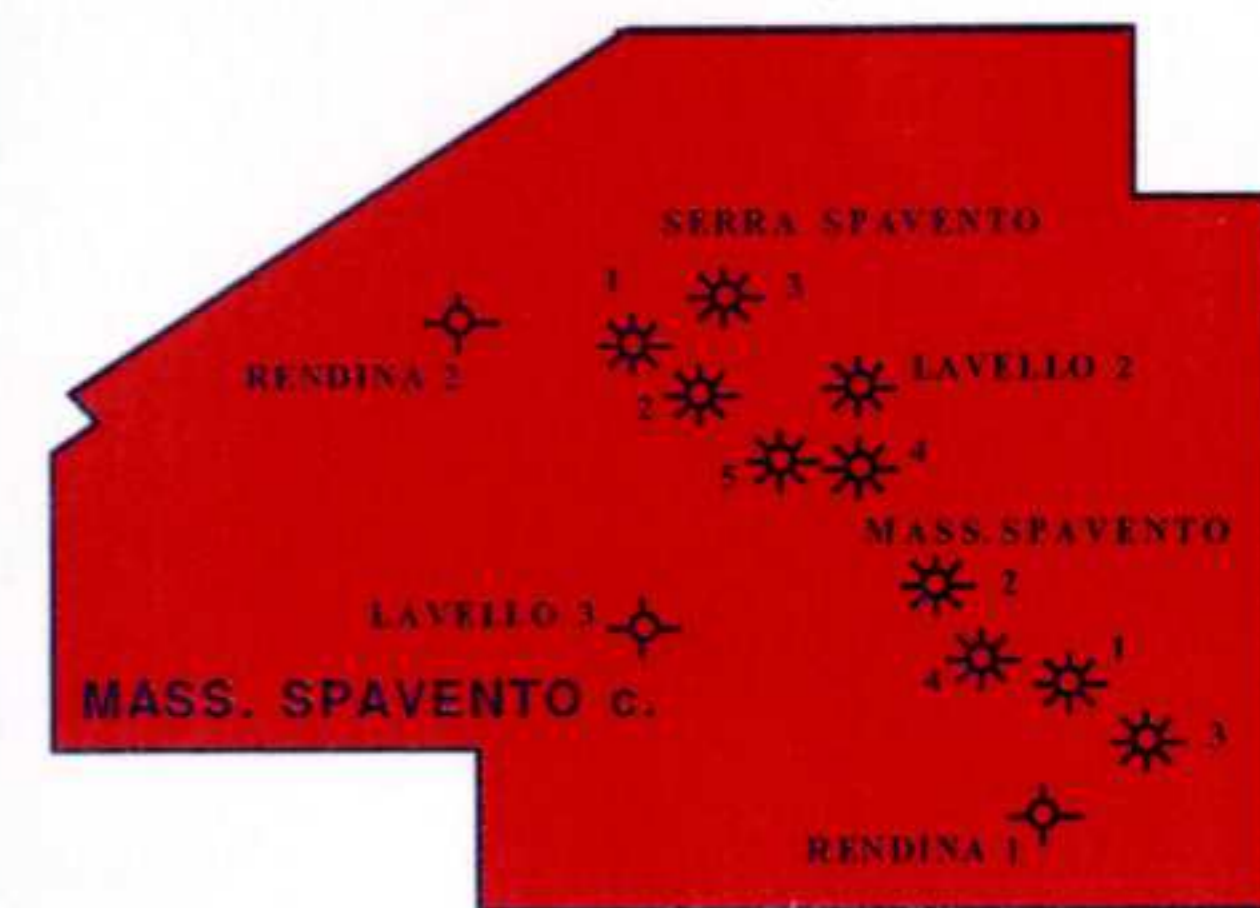 SERRA SPAVENTO
1
3
RENDINA 2
LAVELLO 2
2
5
4
MASS. SPAVENTO
2
LAVELLO 3
1
4
MASS. SPAVENTO c.
3
RENDINA 1